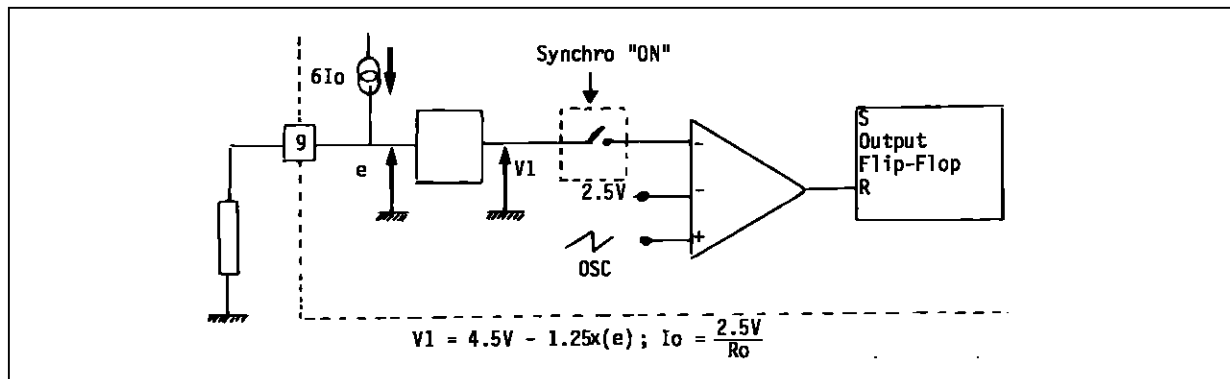 Synchro "ON"
6Io
9
e
V1
2.5V
-
-
+
OSC
S
Output
Flip-Flop
R
V1 = 4.5V - 1.25x(e) ; Io = 2.5V / Ro